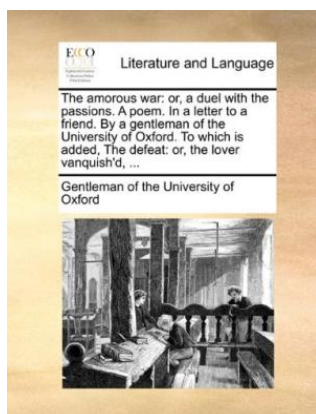 ECCO
Literature and Language
The amorous war: or, a duel with the
passions. A poem. In a letter to a
friend. By a gentleman of the
University of Oxford. To which is
added, The defeat: or, the lover
vanquish'd, ...
Gentleman of the University of
Oxford